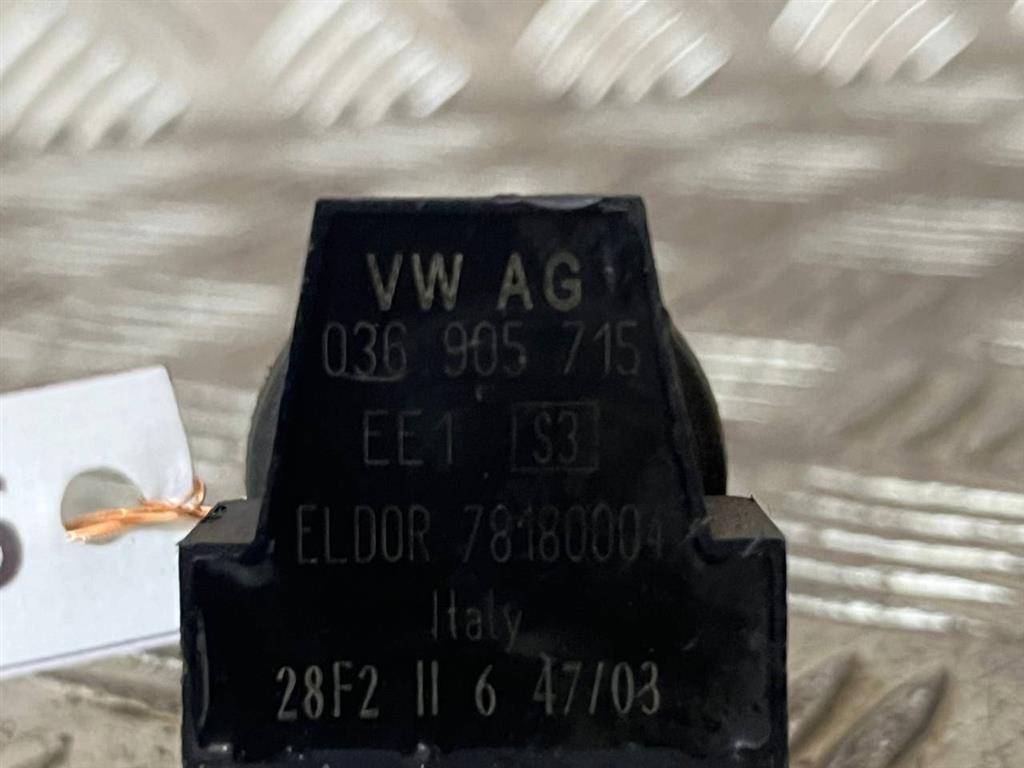 VW AG
036 905 715
EE1 S3
ELDOR 78180004
Italy
28F2 II 6 47/03